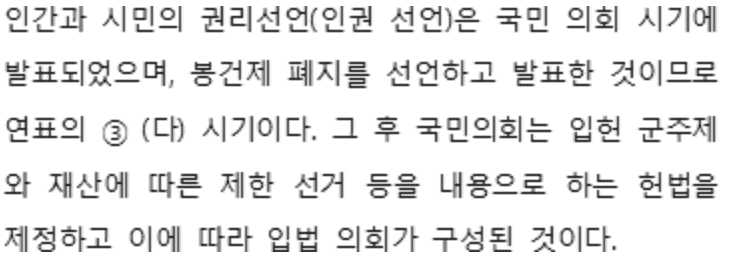 인간과 시민의 권리선언(인권 선언)은 국민 의회 시기에
발표되었으며, 봉건제 폐지를 선언하고 발표한 것이므로
연표의 ③ (다) 시기이다. 그 후 국민의회는 입헌 군주제
와 재산에 따른 제한 선거 등을 내용으로 하는 헌법을
제정하고 이에 따라 입법 의회가 구성된 것이다.